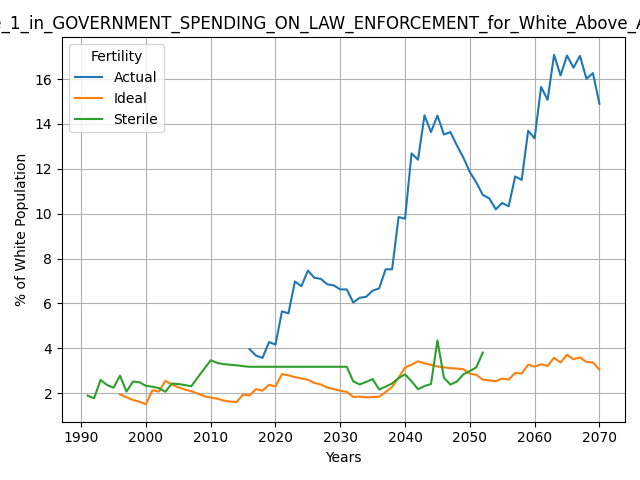 _1_in_GOVERNMENT_SPENDING_ON_LAW_ENFORCEMENT_for_White_Above_A
Fertility
Actual
Ideal
Sterile
% of White Population
16
14
12
10
8
6
4
2
1990 2000 2010 2020 2030 2040 2050 2060 2070
Years